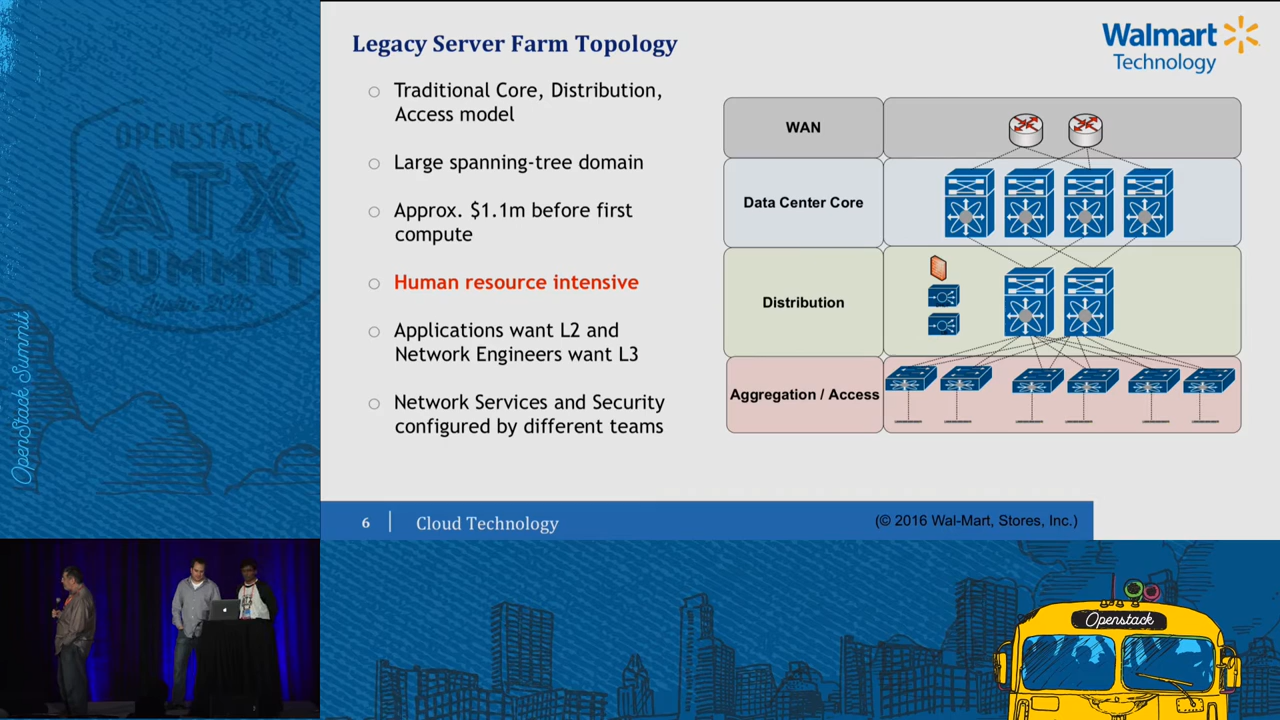 OPENSTACK
ATX
SUMMIT
OpenStack Summit
Legacy Server Farm Topology
Walmart
Technology
Traditional Core, Distribution,
Access model
Large spanning-tree domain
Approx. $1.1m before first
compute
Human resource intensive
Applications want L2 and
Network Engineers want L3
Network Services and Security
configured by different teams
WAN
Data Center Core
Distribution
Aggregation / Access
6
Cloud Technology
(© 2016 Wal-Mart, Stores, Inc.)
Openstack